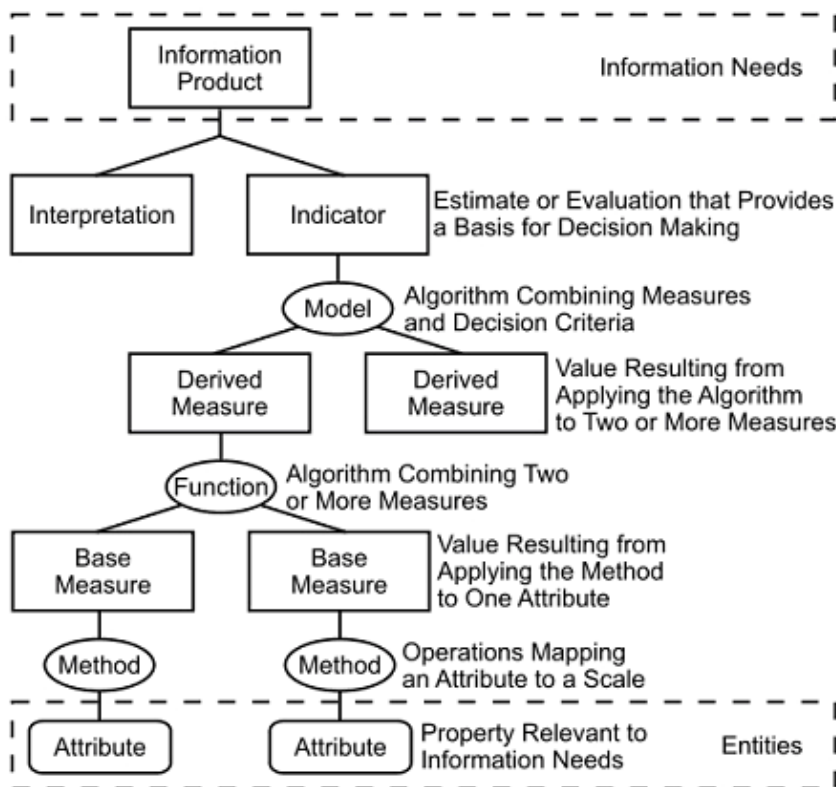 Information
Product
Information Needs
Interpretation
Indicator
Estimate or Evaluation that Provides
a Basis for Decision Making
Model
Algorithm Combining Measures
and Decision Criteria
Derived
Measure
Derived
Measure
Value Resulting from
Applying the Algorithm
to Two or More Measures
Function
Algorithm Combining Two
or More Measures
Base
Measure
Base
Measure
Value Resulting from
Applying the Method
to One Attribute
Method
Method
Operations Mapping
an Attribute to a Scale
Attribute
Attribute
Property Relevant to
Information Needs
Entities